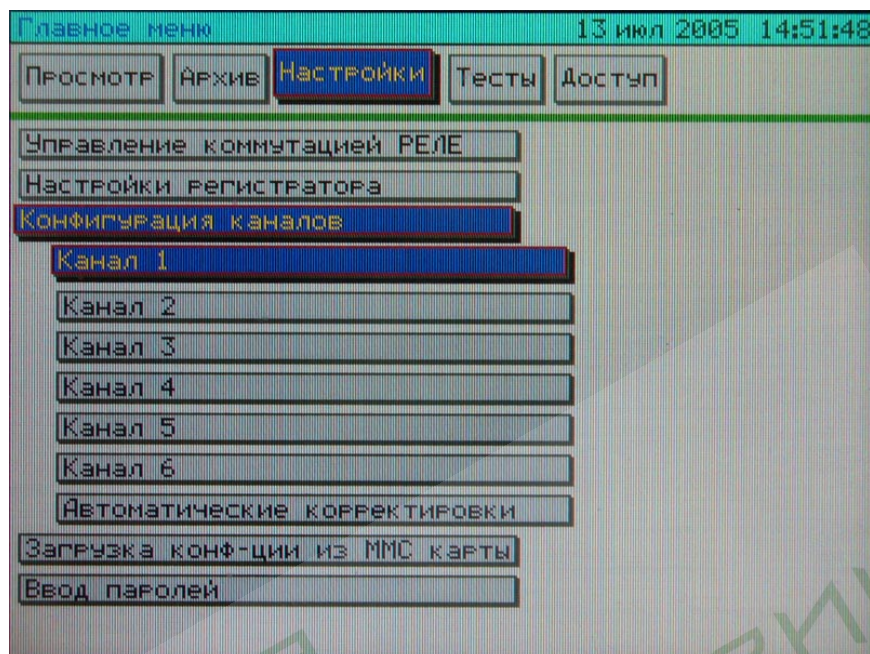 Главное меню 13 июл 2005 14:51:48
Просмотр Архив Настройки Тесты Доступ
Управление коммутацией РЕЛЕ
Настройки регистратора
Конфигурация каналов
Канал 1
Канал 2
Канал 3
Канал 4
Канал 5
Канал 6
Автоматические корректировки
Загрузка конф-ции из ММС карты
Ввод паролей